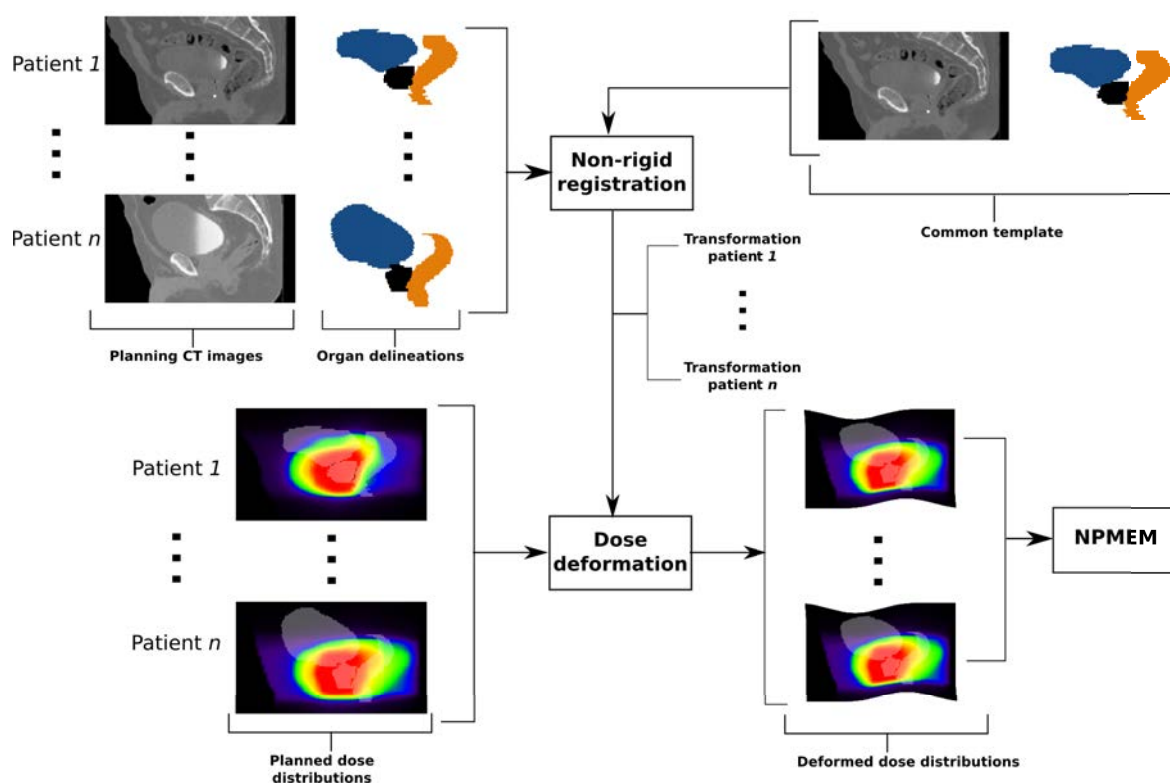 Patient 1
Patient n
Planning CT images
Organ delineations
Non-rigid
registration
Common template
Transformation
patient 1
Transformation
patient n
Patient 1
Patient n
Planned dose
distributions
Dose
deformation
Deformed dose distributions
NPMEM